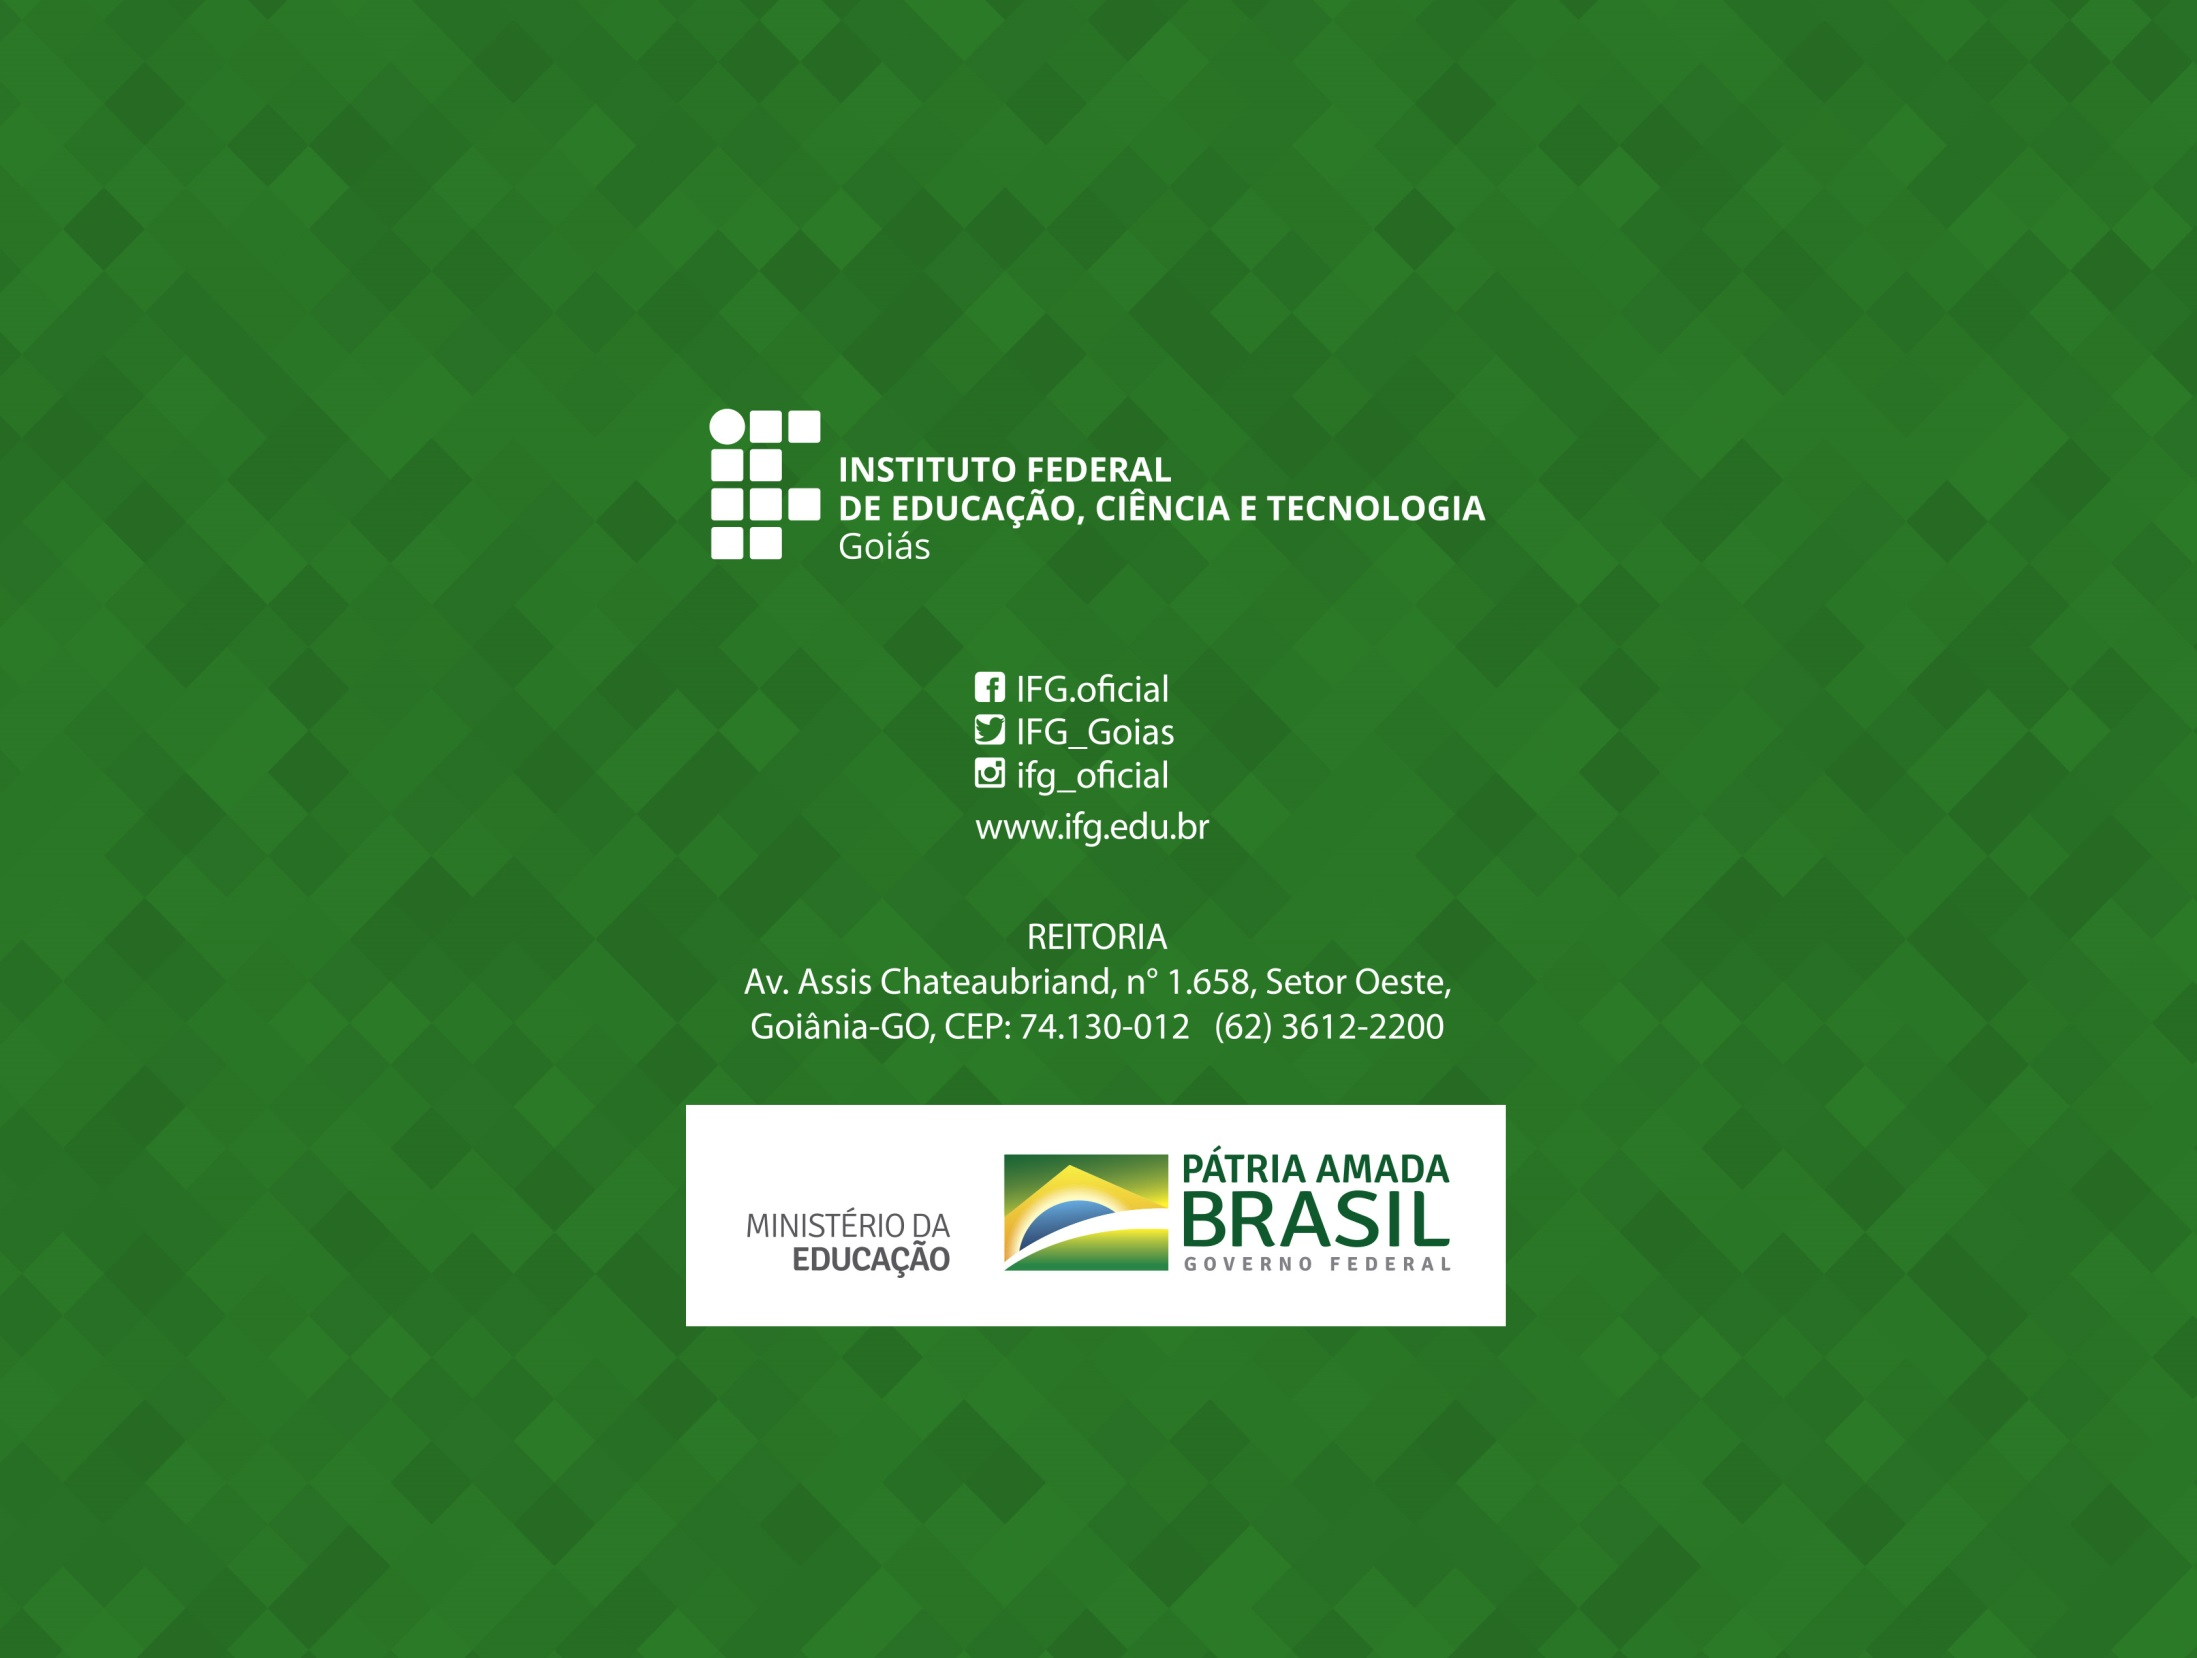 INSTITUTO FEDERAL
DE EDUCAÇÃO, CIÊNCIA E TECNOLOGIA
Goiás
IFG.oficial
IFG_Goias
ifg_oficial
www.ifg.edu.br
REITORIA
Av. Assis Chateaubriand, n° 1.658, Setor Oeste,
Goiânia-GO, CEP: 74.130-012 (62) 3612-2200
MINISTÉRIO DA
EDUCAÇÃO
PÁTRIA AMADA
BRASIL
GOVERNO FEDERAL